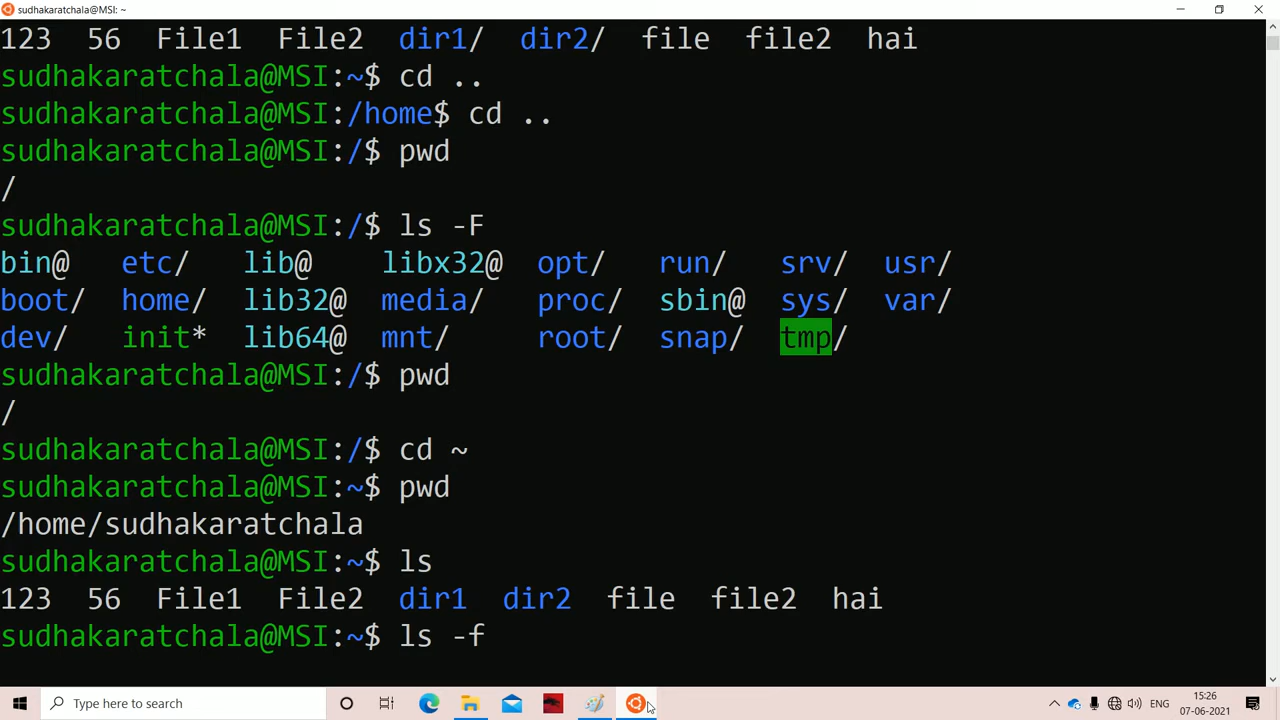 sudhakaratchala@MSI: ~
123 56 File1 File2 dir1/ dir2/ file file2 hai
sudhakaratchala@MSI:~$ cd ..
sudhakaratchala@MSI:/home$ cd ..
sudhakaratchala@MSI:/$ pwd
/
sudhakaratchala@MSI:/$ ls -F
bin@ etc/ lib@ libx32@ opt/ run/ srv/ usr/
boot/ home/ lib32@ media/ proc/ sbin@ sys/ var/
dev/ init* lib64@ mnt/ root/ snap/ tmp/
sudhakaratchala@MSI:/$ pwd
/
sudhakaratchala@MSI:/$ cd ~
sudhakaratchala@MSI:~$ pwd
/home/sudhakaratchala
sudhakaratchala@MSI:~$ ls
123 56 File1 File2 dir1 dir2 file file2 hai
sudhakaratchala@MSI:~$ ls -f
Type here to search
ENG
15:26
07-06-2021